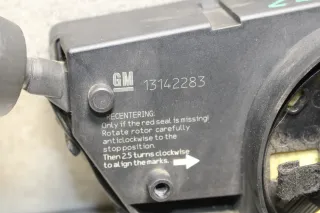 GM 13142283
RECENTERING:
Only if the red seal is missing!
Rotate rotor carefully
anticlockwise to the
stop position.
Then 2.5 turns clockwise
to align the marks.